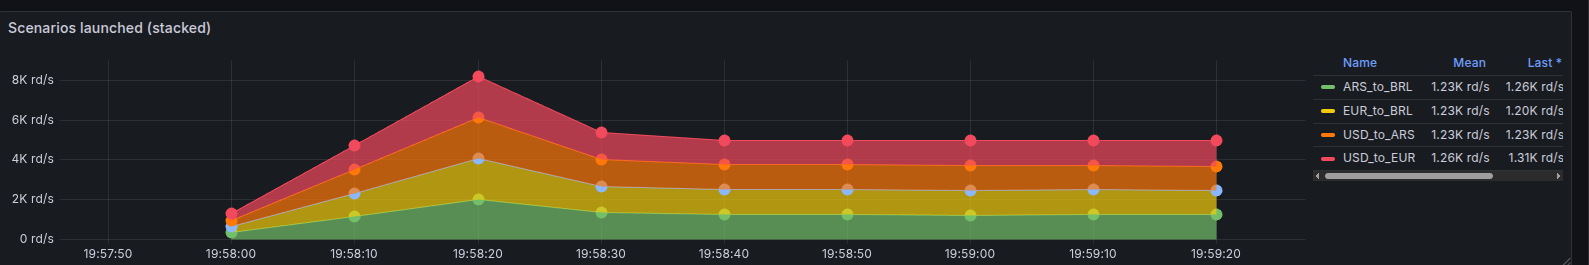 Scenarios launched (stacked)
8K rd/s
6K rd/s
4K rd/s
2K rd/s
0 rd/s
19:57:50 19:58:00 19:58:10 19:58:20 19:58:30 19:58:40 19:58:50 19:59:00 19:59:10 19:59:20
Name Mean Last *
ARS_to_BRL 1.23K rd/s 1.26K rd/s
EUR_to_BRL 1.23K rd/s 1.20K rd/s
USD_to_ARS 1.23K rd/s 1.23K rd/s
USD_to_EUR 1.26K rd/s 1.31K rd/s